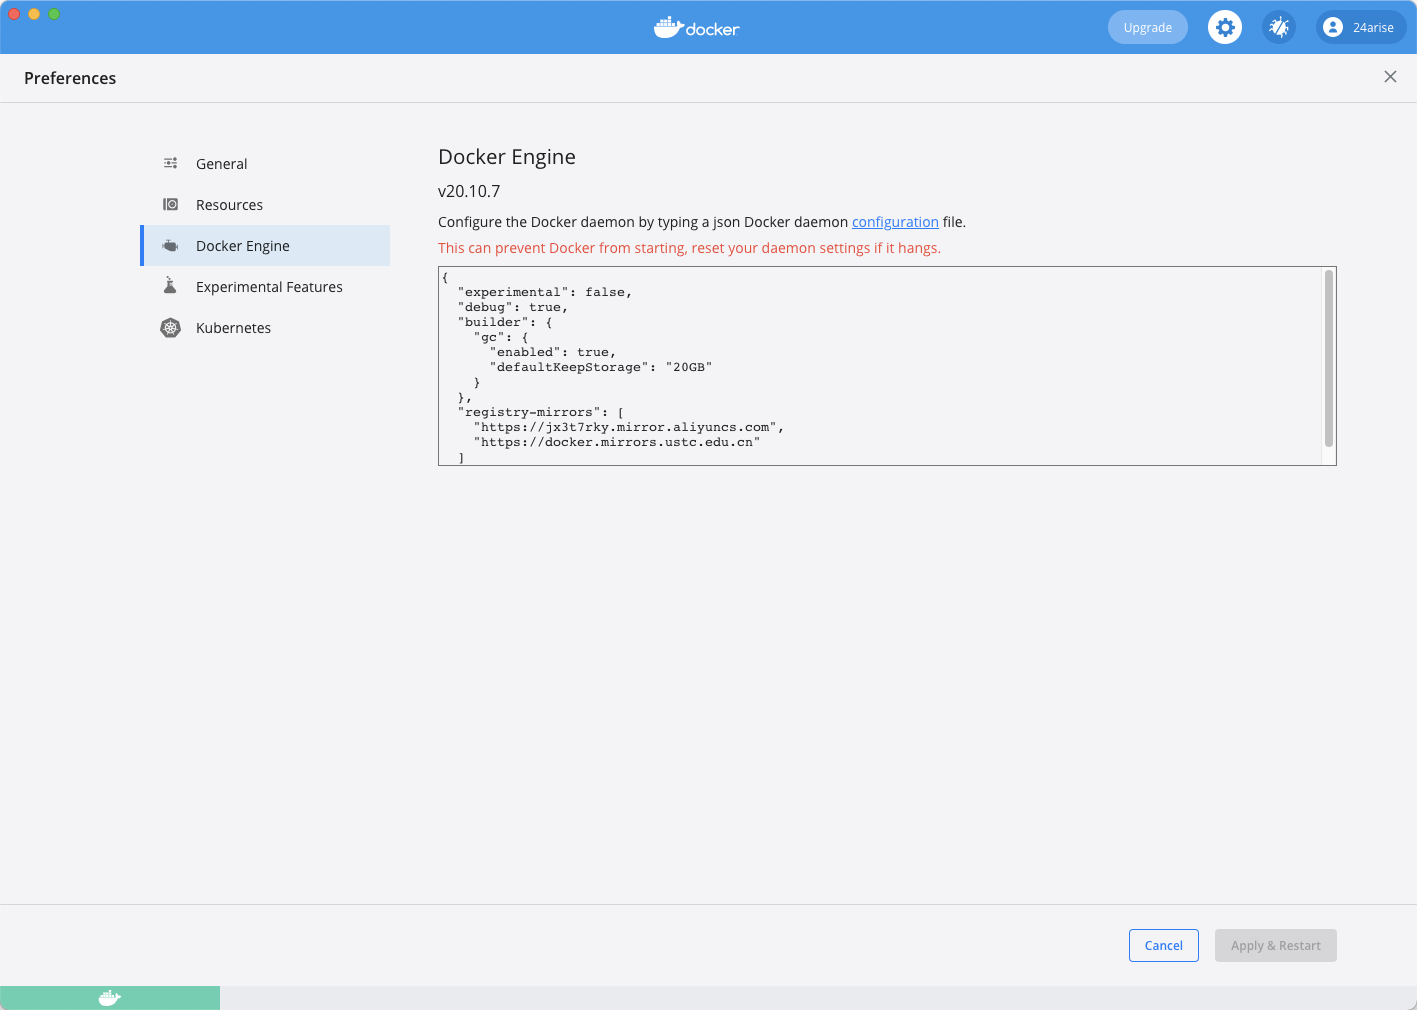 docker
Upgrade
24arise
Preferences
General
Resources
Docker Engine
Experimental Features
Kubernetes
Docker Engine
v20.10.7
Configure the Docker daemon by typing a json Docker daemon configuration file.
This can prevent Docker from starting, reset your daemon settings if it hangs.
{
  "experimental": false,
  "debug": true,
  "builder": {
    "gc": {
      "enabled": true,
      "defaultKeepStorage": "20GB"
    }
  },
  "registry-mirrors": [
    "https://jx3t7rky.mirror.aliyuncs.com",
    "https://docker.mirrors.ustc.edu.cn"
  ]
Cancel
Apply & Restart